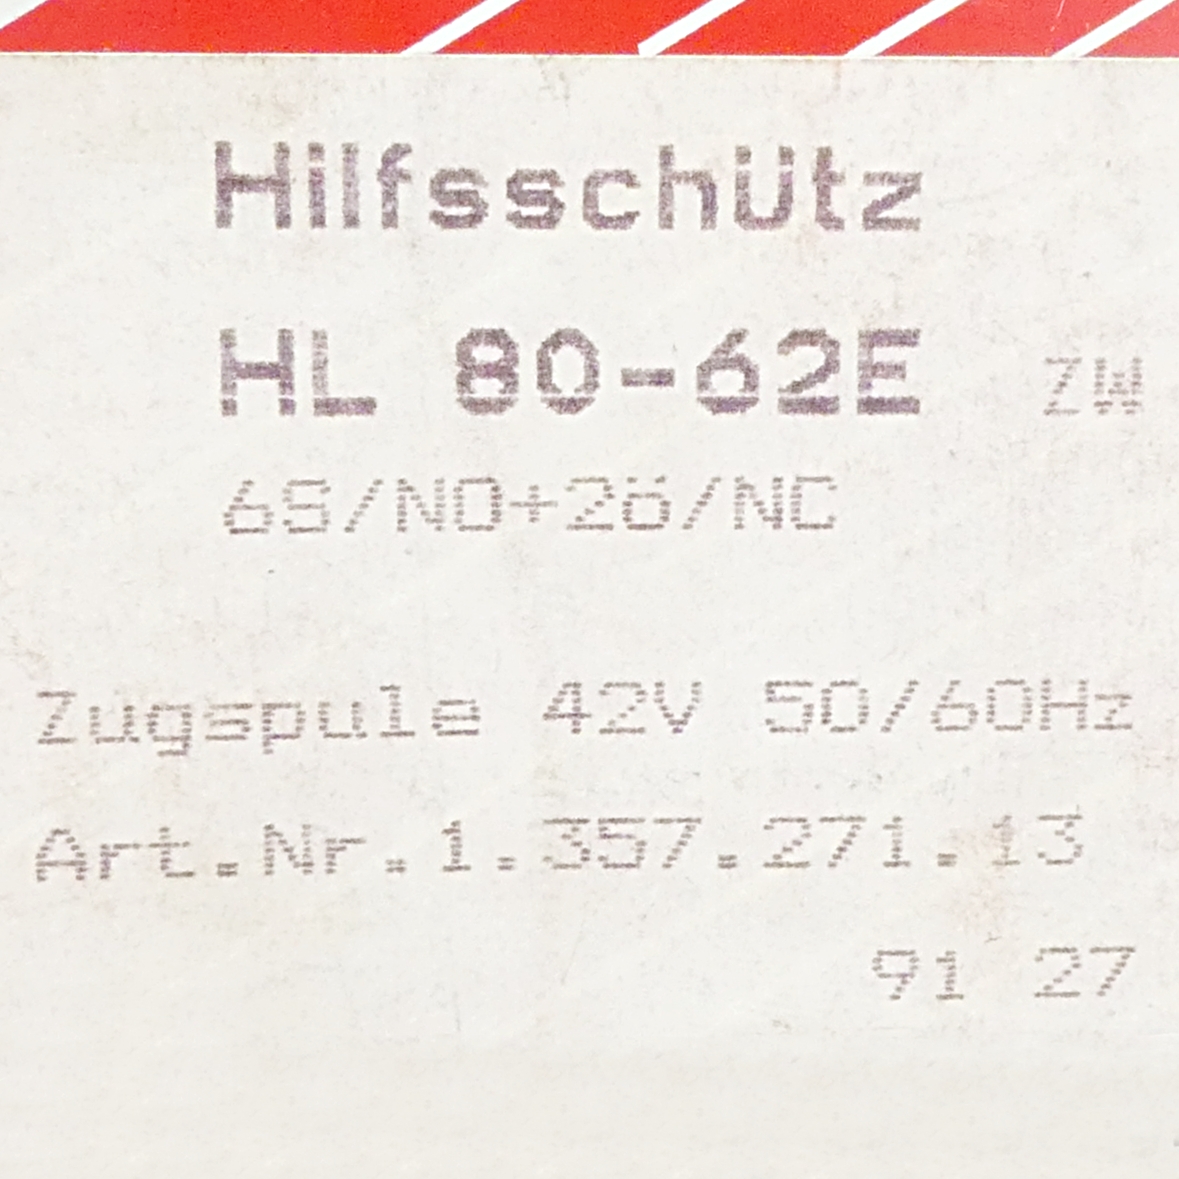 Hilfsschütz
HL 80-62E ZW
6S/NO+2ö/NC
Zugspule 42V 50/60Hz
Art.Nr.1.357.271.13
91 27